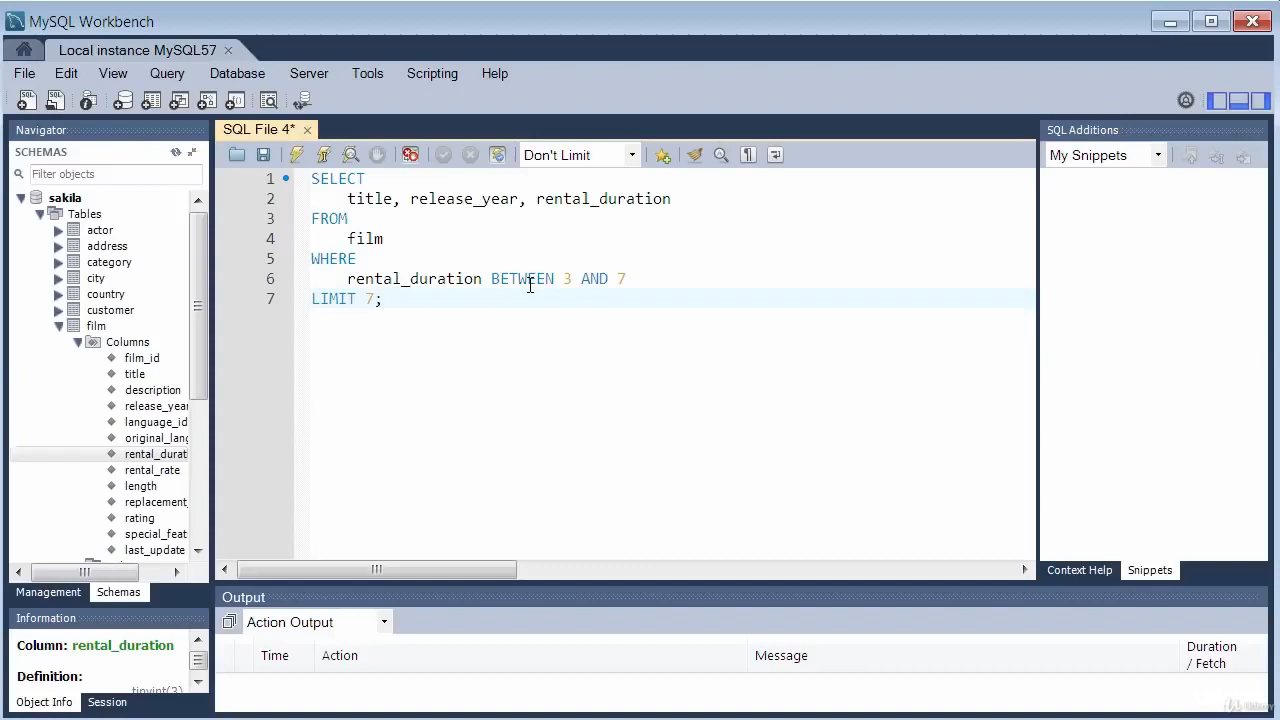 MySQL Workbench
Local instance MySQL57
File Edit View Query Database Server Tools Scripting Help
Navigator
SCHEMAS
Filter objects
sakila
Tables
actor
address
category
city
country
customer
film
Columns
film_id
title
description
release_year
language_id
original_lang
rental_durati
rental_rate
length
replacement_
rating
special_feat
last_update
Management Schemas
Information
Column: rental_duration
Definition:
tinyint(3)
Object Info Session
SQL File 4*
Don't Limit
1 SELECT
2 title, release_year, rental_duration
3 FROM
4 film
5 WHERE
6 rental_duration BETWEEN 3 AND 7
7 LIMIT 7;
Output
Action Output
Time Action Message Duration / Fetch
SQL Additions
My Snippets
Context Help Snippets
Udemy